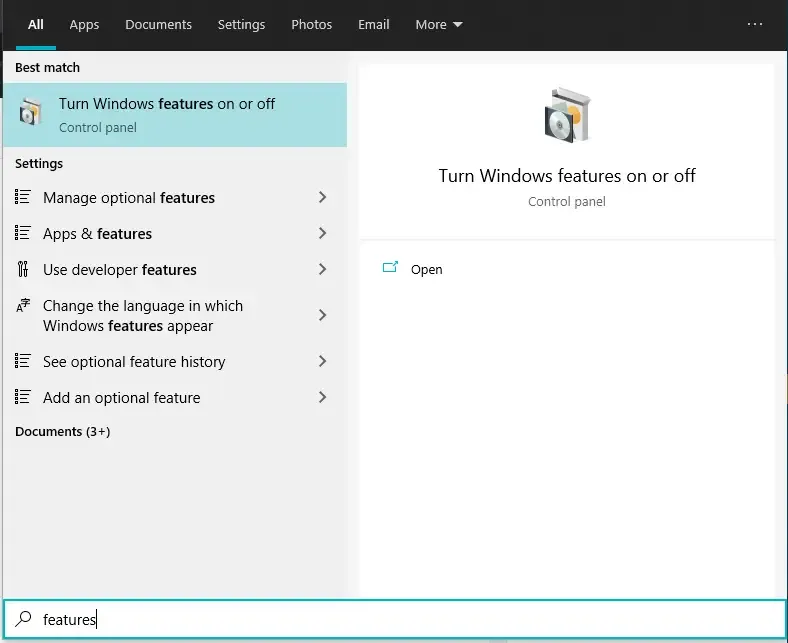 All Apps Documents Settings Photos Email More ...
Best match
Turn Windows features on or off
Control panel
Settings
Manage optional features
Apps & features
Use developer features
Change the language in which
Windows features appear
See optional feature history
Add an optional feature
Documents (3+)
Turn Windows features on or off
Control panel
Open
features